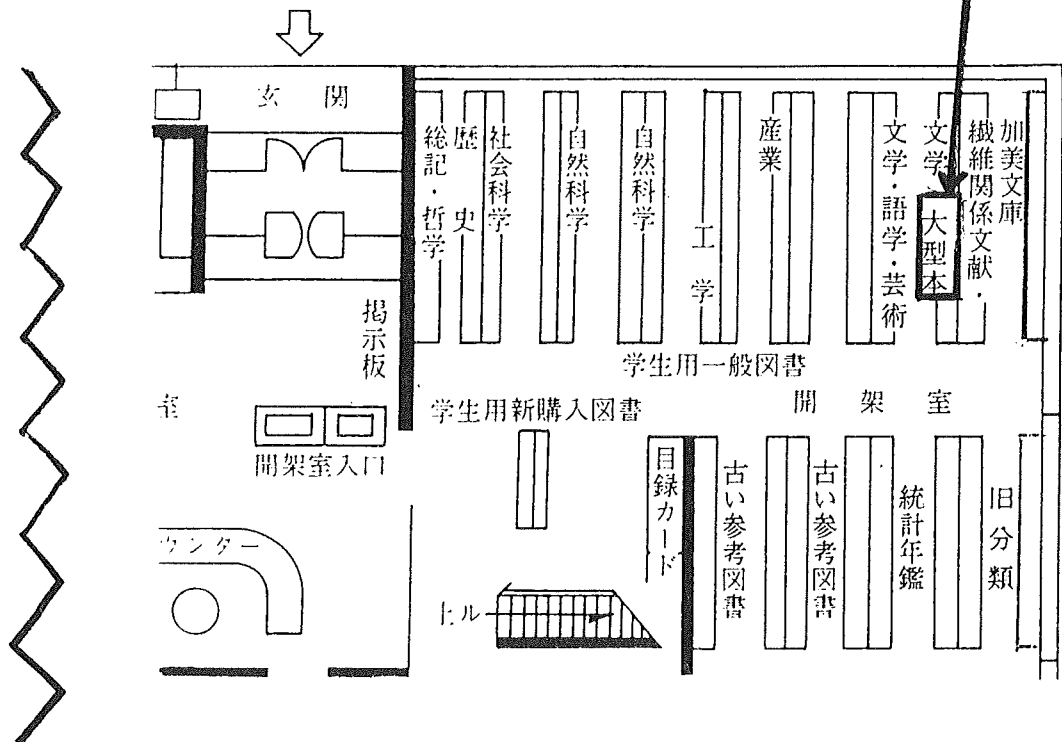 玄関
総記・哲学
歴史
社会科学
自然科学
自然科学
工学
産業
文学・語学・芸術
文学
大型本
繊維関係文献・
加美文庫
掲示板
学生用一般図書
開架室
学生用新購入図書
室
開架室入口
目録カード
古い参考図書
古い参考図書
統計年鑑
旧分類
ウンター
上ル